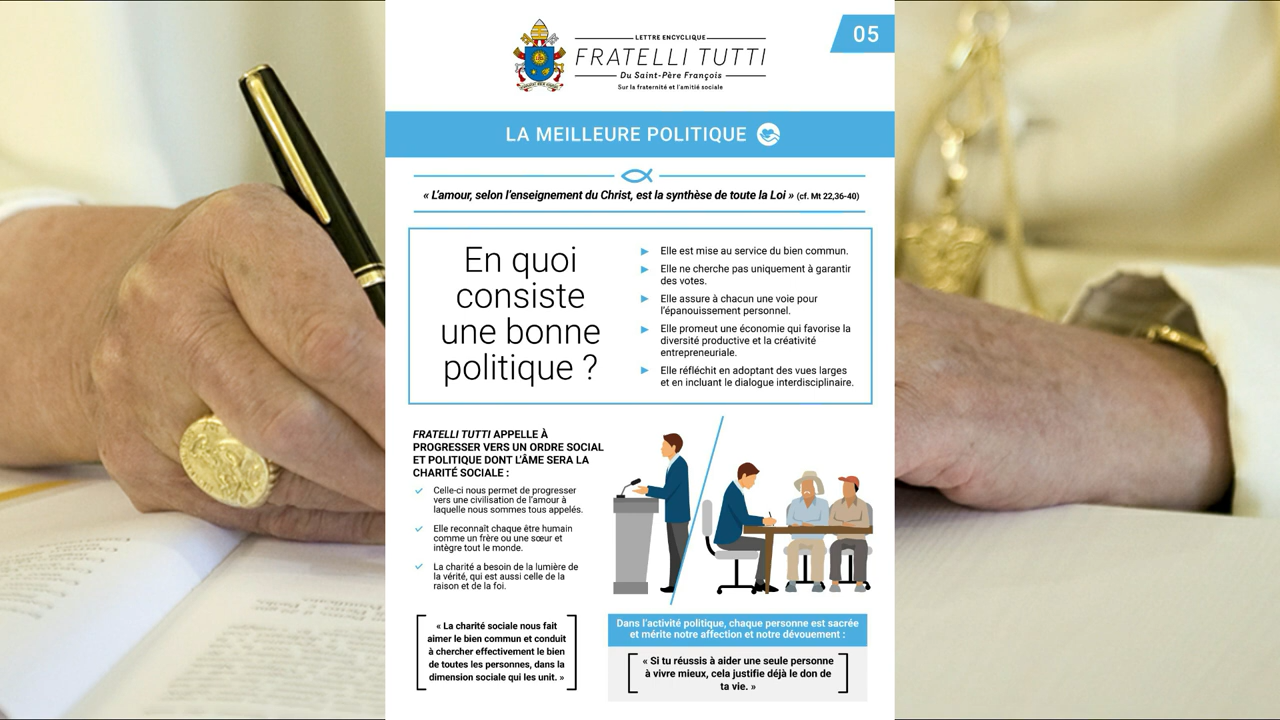 05
LETTRE ENCYCLIQUE
FRATELLI TUTTI
Du Saint-Père François
Sur la fraternité et l'amitié sociale
LA MEILLEURE POLITIQUE
« L'amour, selon l'enseignement du Christ, est la synthèse de toute la Loi » (cf. Mt 22,36-40)
En quoi
consiste
une bonne
politique ?
Elle est mise au service du bien commun.
Elle ne cherche pas uniquement à garantir
des votes.
Elle assure à chacun une voie pour
l'épanouissement personnel.
Elle promeut une économie qui favorise la
diversité productive et la créativité
entrepreneuriale.
Elle réfléchit en adoptant des vues larges
et en incluant le dialogue interdisciplinaire.
FRATELLI TUTTI APPELLE À
PROGRESSER VERS UN ORDRE SOCIAL
ET POLITIQUE DONT L'ÂME SERA LA
CHARITÉ SOCIALE :
Celle-ci nous permet de progresser
vers une civilisation de l'amour à
laquelle nous sommes tous appelés.
Elle reconnaît chaque être humain
comme un frère ou une sœur et
intègre tout le monde.
La charité a besoin de la lumière de
la vérité, qui est aussi celle de la
raison et de la foi.
« La charité sociale nous fait
aimer le bien commun et conduit
à chercher effectivement le bien
de toutes les personnes, dans la
dimension sociale qui les unit. »
Dans l'activité politique, chaque personne est sacrée
et mérite notre affection et notre dévouement :
« Si tu réussis à aider une seule personne
à vivre mieux, cela justifie déjà le don de
ta vie. »